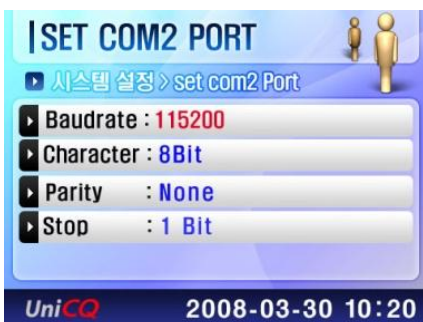 SET COM2 PORT
시스템 설정 > set com2 Port
Baudrate : 115200
Character : 8Bit
Parity : None
Stop : 1 Bit
UniCQ 2008-03-30 10:20